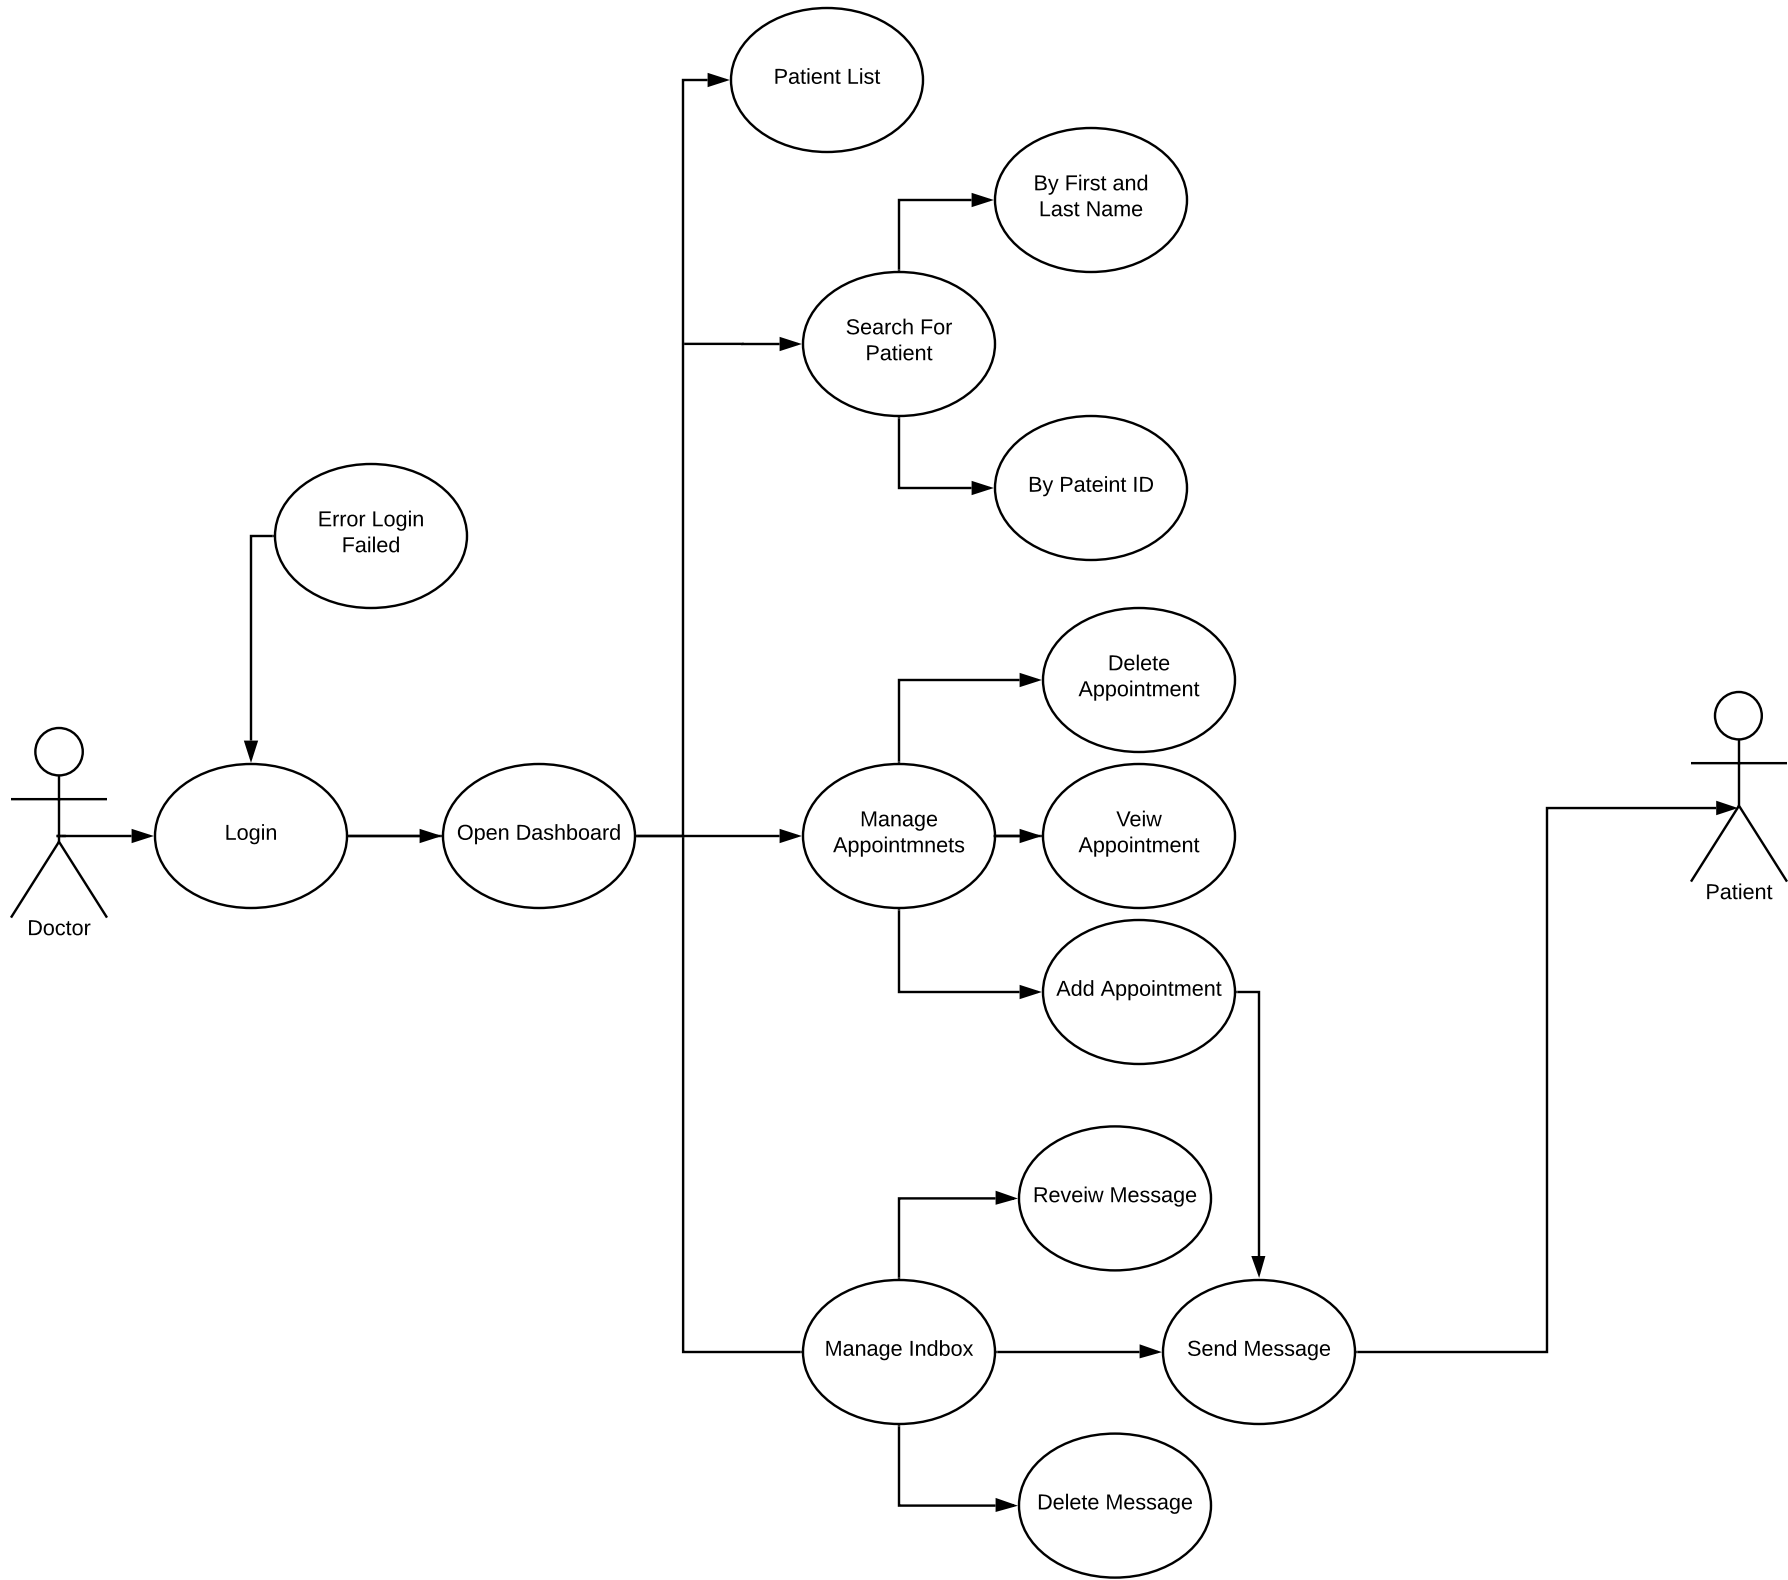 Patient List
By First and
Last Name
Search For
Patient
By Pateint ID
Error Login
Failed
Delete
Appointment
Doctor
Login
Open Dashboard
Manage
Appointmnets
Veiw
Appointment
Patient
Add Appointment
Reveiw Message
Manage Indbox
Send Message
Delete Message